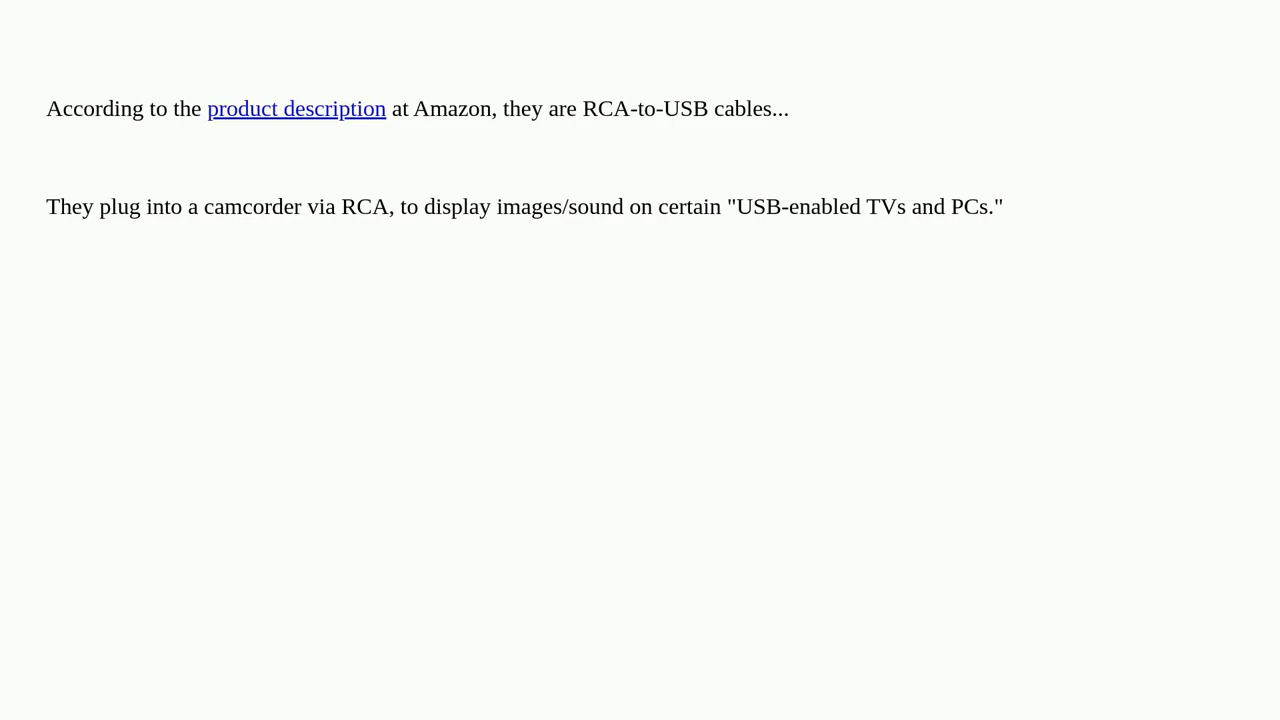 According to the product description at Amazon, they are RCA-to-USB cables...
They plug into a camcorder via RCA, to display images/sound on certain "USB-enabled TVs and PCs."